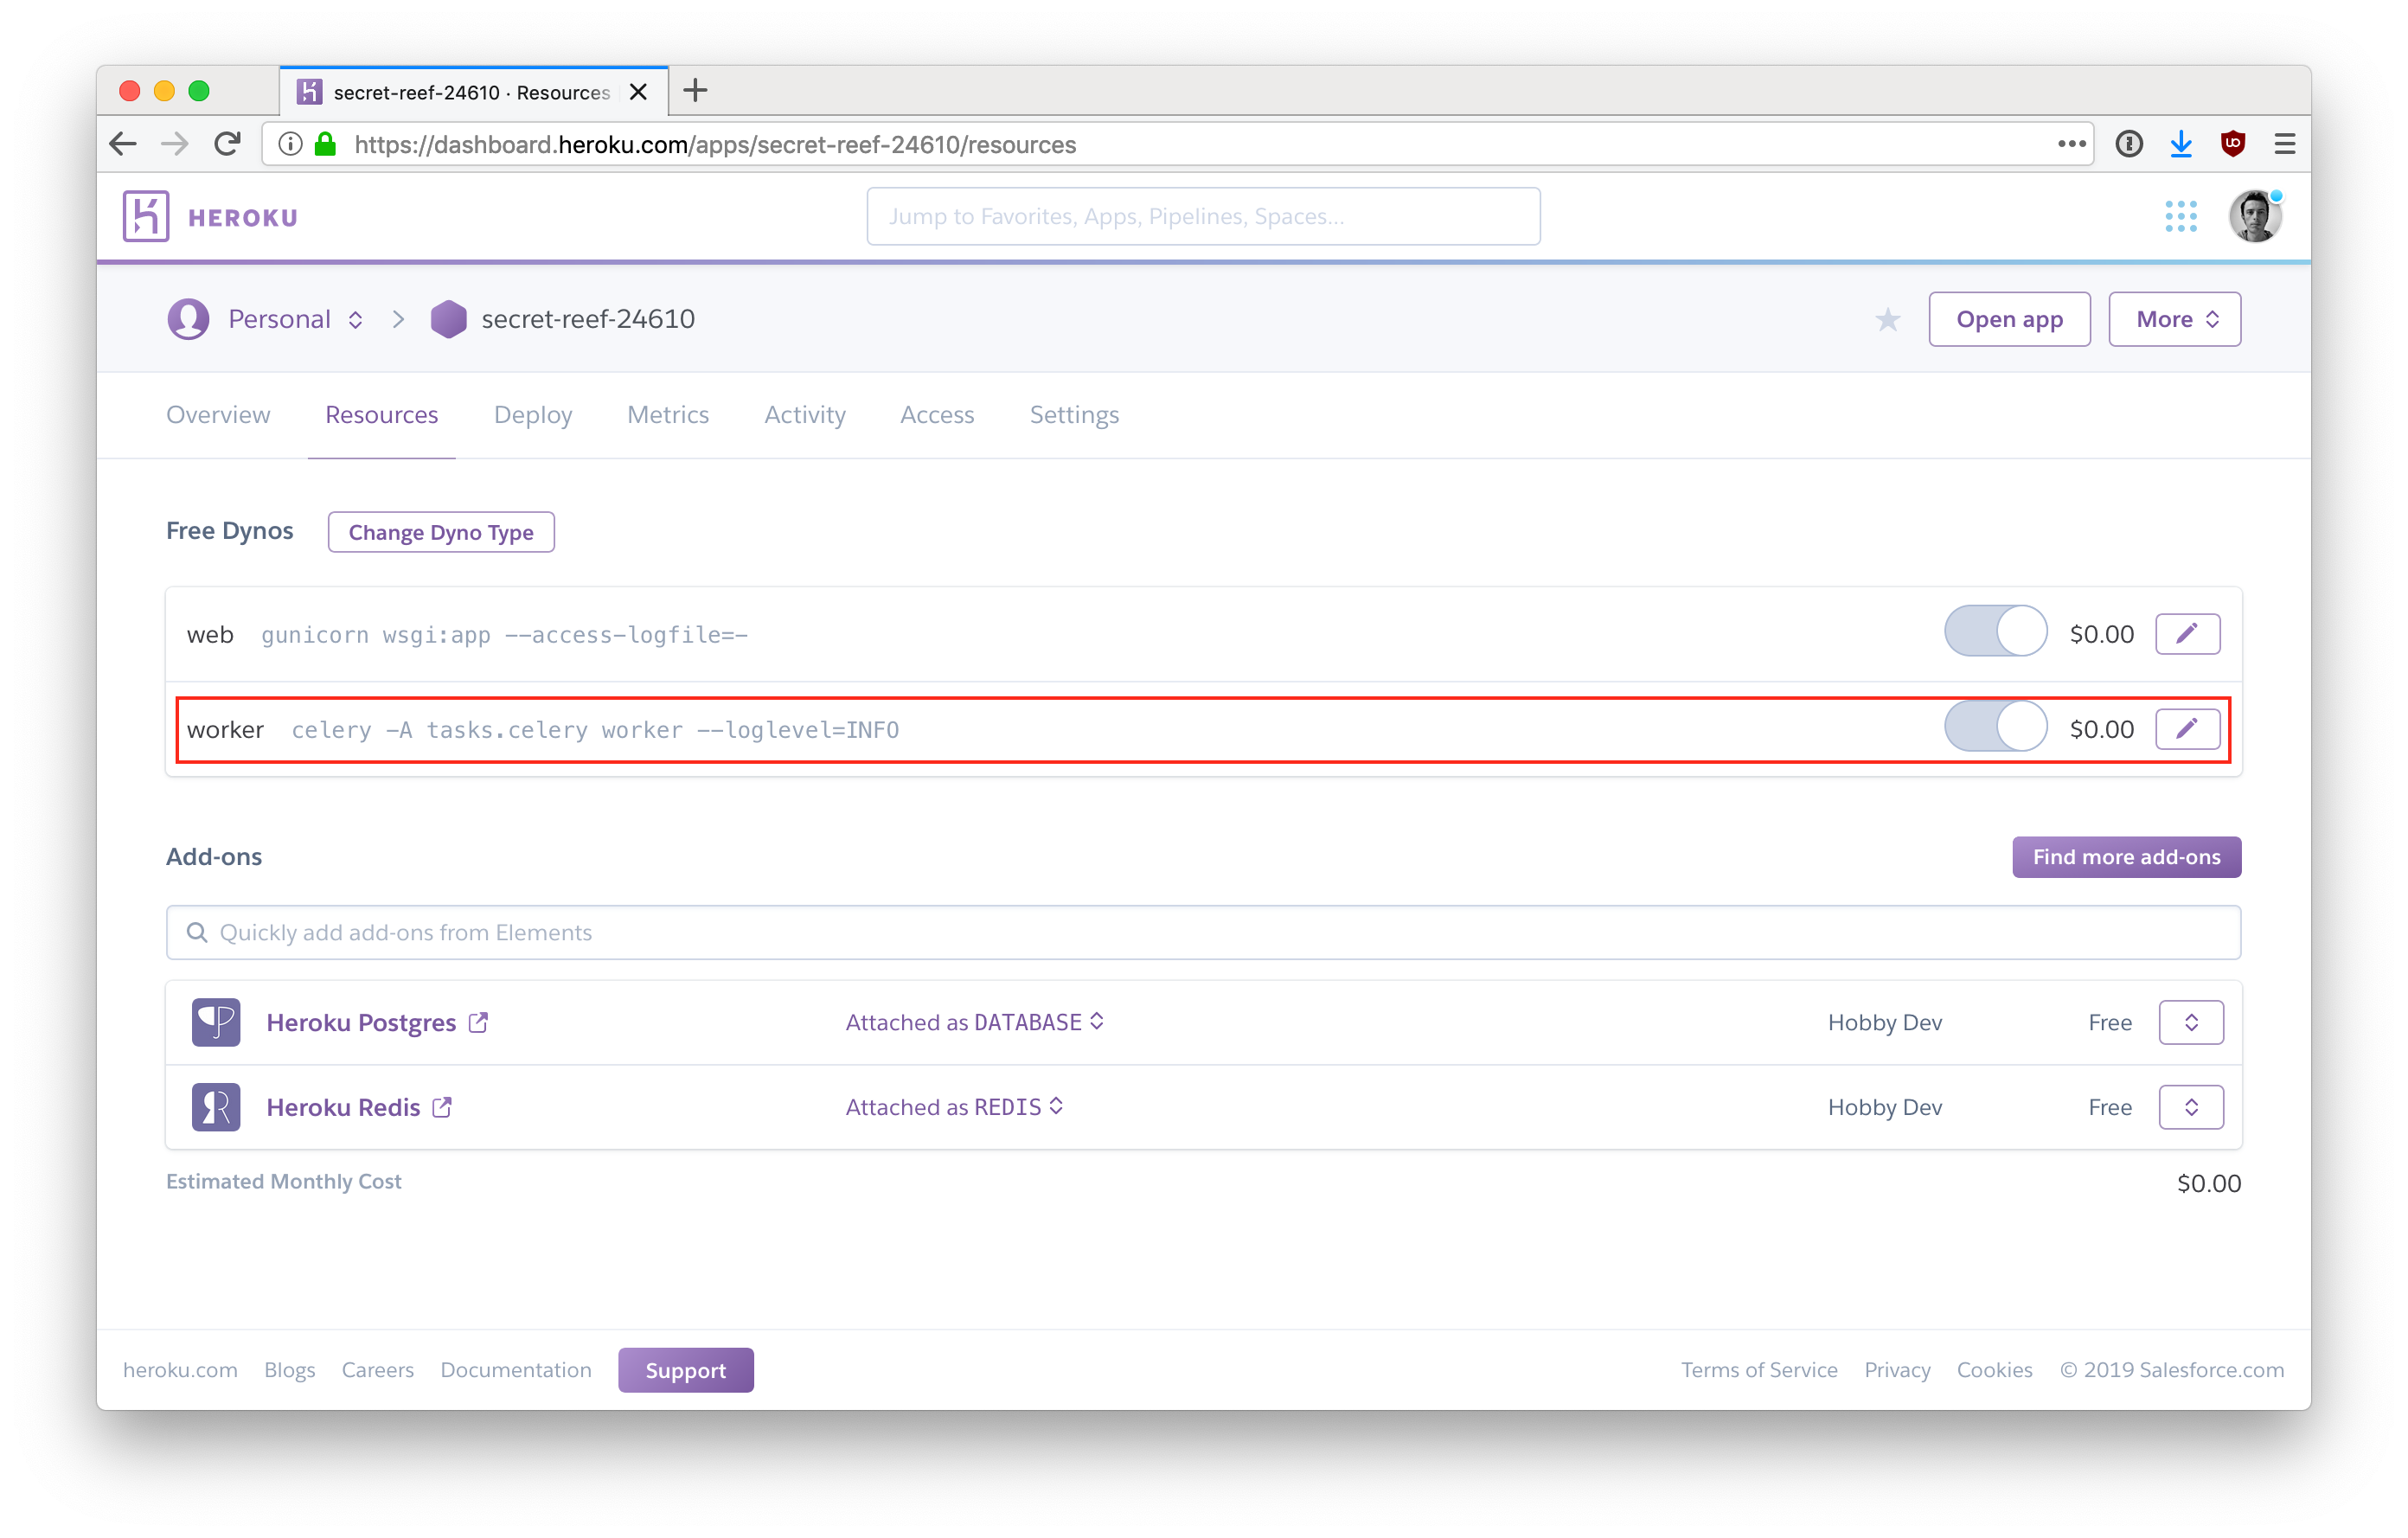 secret-reef-24610 · Resources
https://dashboard.heroku.com/apps/secret-reef-24610/resources
HEROKU
Jump to Favorites, Apps, Pipelines, Spaces...
Personal
secret-reef-24610
Open app
More
Overview Resources Deploy Metrics Activity Access Settings
Free Dynos
Change Dyno Type
web gunicorn wsgi:app --access-logfile=- $0.00
worker celery -A tasks.celery worker --loglevel=INFO $0.00
Add-ons
Find more add-ons
Quickly add add-ons from Elements
Heroku Postgres Attached as DATABASE Hobby Dev Free
Heroku Redis Attached as REDIS Hobby Dev Free
Estimated Monthly Cost $0.00
heroku.com Blogs Careers Documentation Support Terms of Service Privacy Cookies © 2019 Salesforce.com